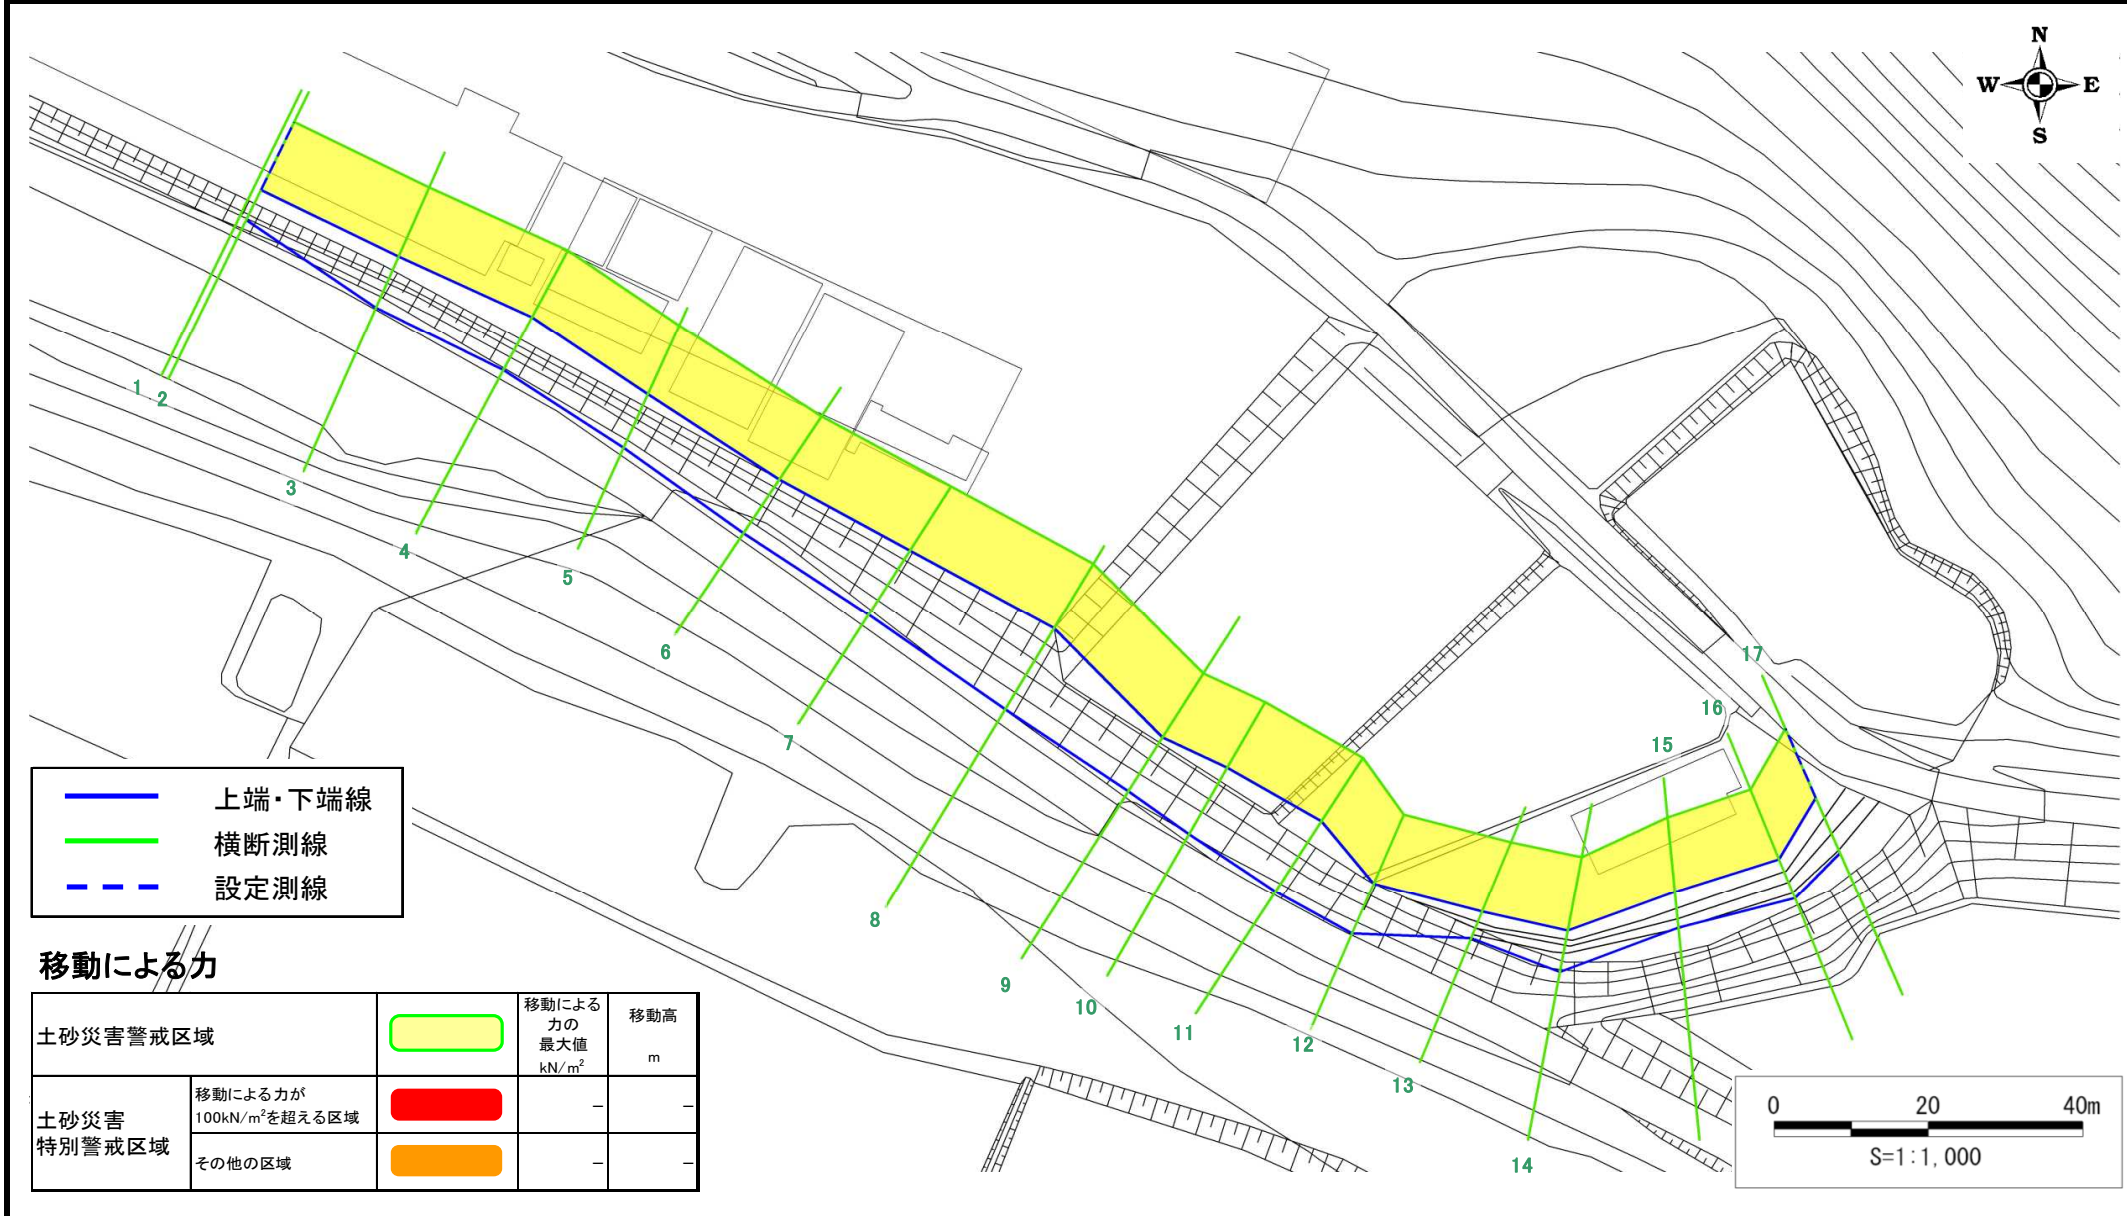 N
W E
S
1
2
3
4
5
6
7
8
9
10
11
12
13
14
15
16
17
上端・下端線
横断測線
設定測線
移動による力
土砂災害警戒区域
移動による
力の
最大値
kN/m²
移動高
m
土砂災害
特別警戒区域
移動による力が
100kN/m²を超える区域
－ －
その他の区域
－ －
0 20 40m
S=1:1,000